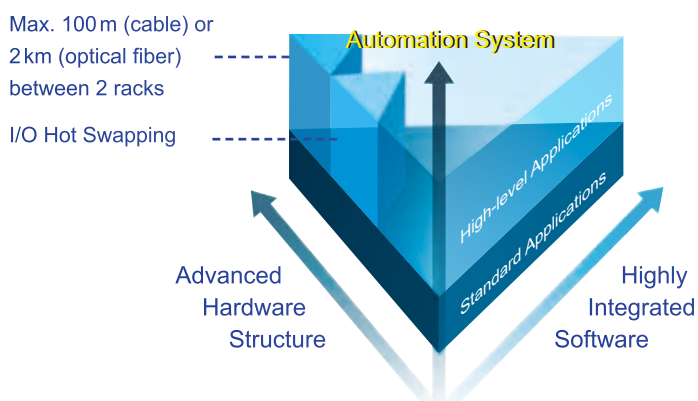 Max. 100 m (cable) or
2 km (optical fiber)
between 2 racks
I/O Hot Swapping
Automation System
High-level Applications
Standard Applications
Advanced
Hardware
Structure
Highly
Integrated
Software